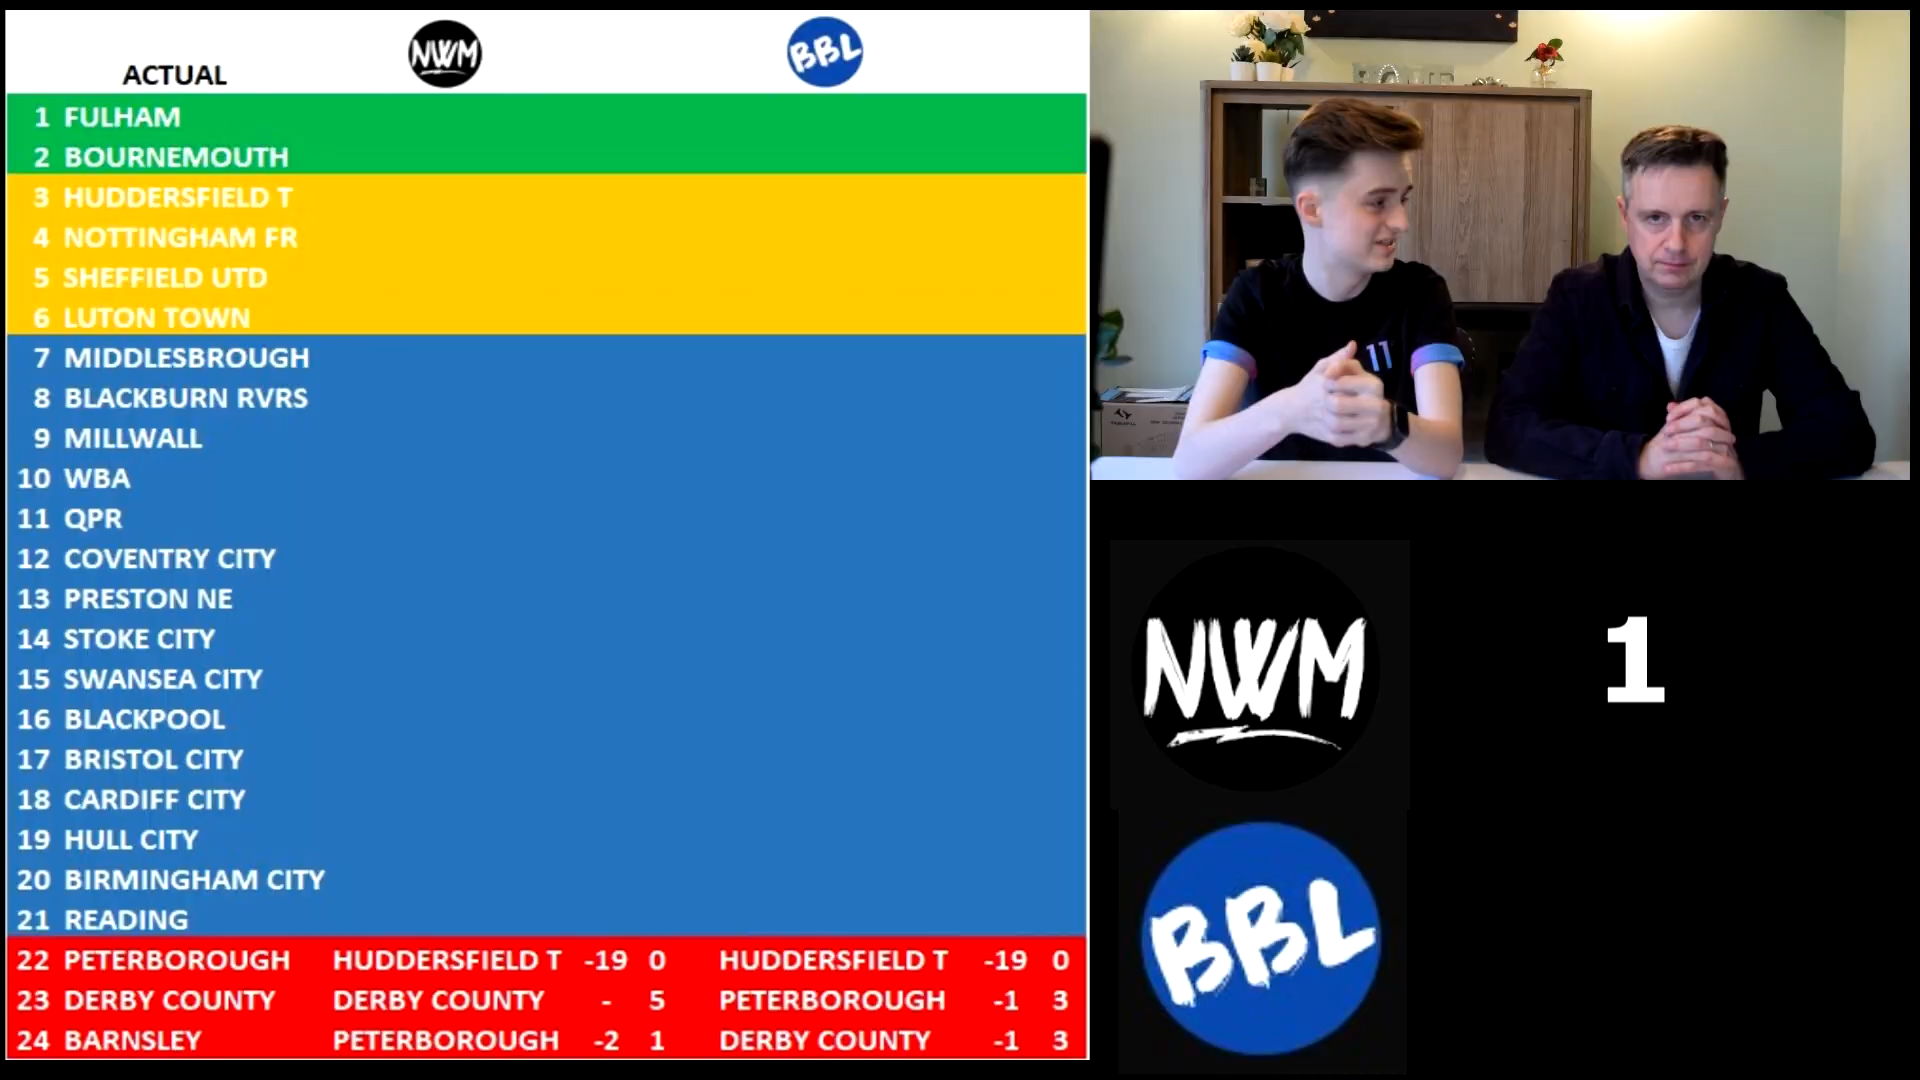 ACTUAL NWM BBL
1 FULHAM
2 BOURNEMOUTH
3 HUDDERSFIELD T
4 NOTTINGHAM FR
5 SHEFFIELD UTD
6 LUTON TOWN
7 MIDDLESBROUGH
8 BLACKBURN RVRS
9 MILLWALL
10 WBA
11 QPR
12 COVENTRY CITY
13 PRESTON NE
14 STOKE CITY
15 SWANSEA CITY
16 BLACKPOOL
17 BRISTOL CITY
18 CARDIFF CITY
19 HULL CITY
20 BIRMINGHAM CITY
21 READING
22 PETERBOROUGH HUDDERSFIELD T -19 0 HUDDERSFIELD T -19 0
23 DERBY COUNTY DERBY COUNTY - 5 PETERBOROUGH -1 3
24 BARNSLEY PETERBOROUGH -2 1 DERBY COUNTY -1 3
11
NWM 1
BBL